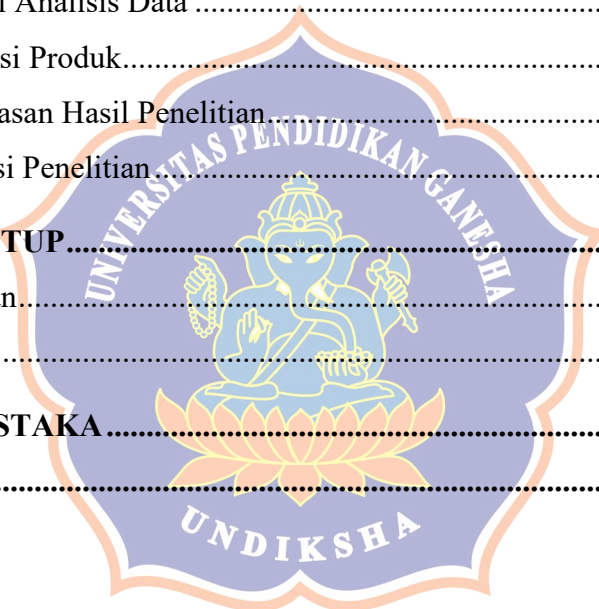 i Analisis Data ..........................................................
si Produk..........................................................
asan Hasil Penelitian..........................................................
si Penelitian..........................................................
TUP..........................................................
n..........................................................
..........................................................
STAKA..........................................................
..........................................................
UNIVERSITAS PENDIDIKAN GANESHA
UNDIKSHA